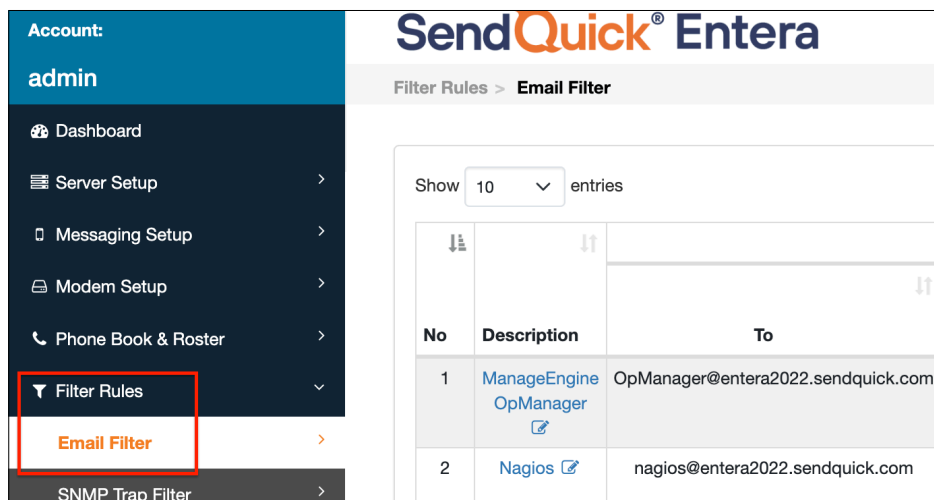 Account:
admin
Dashboard
Server Setup
Messaging Setup
Modem Setup
Phone Book & Roster
Filter Rules
Email Filter
SNMP Trap Filter
SendQuick® Entera
Filter Rules > Email Filter
Show 10 entries
No Description To
1 ManageEngine OpManager@entera2022.sendquick.com
OpManager
2 Nagios nagios@entera2022.sendquick.com